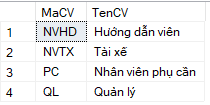 MaCV TenCV
1 NVHD Hướng dẫn viên
2 NVTX Tài xế
3 PC Nhân viên phụ cần
4 QL Quản lý